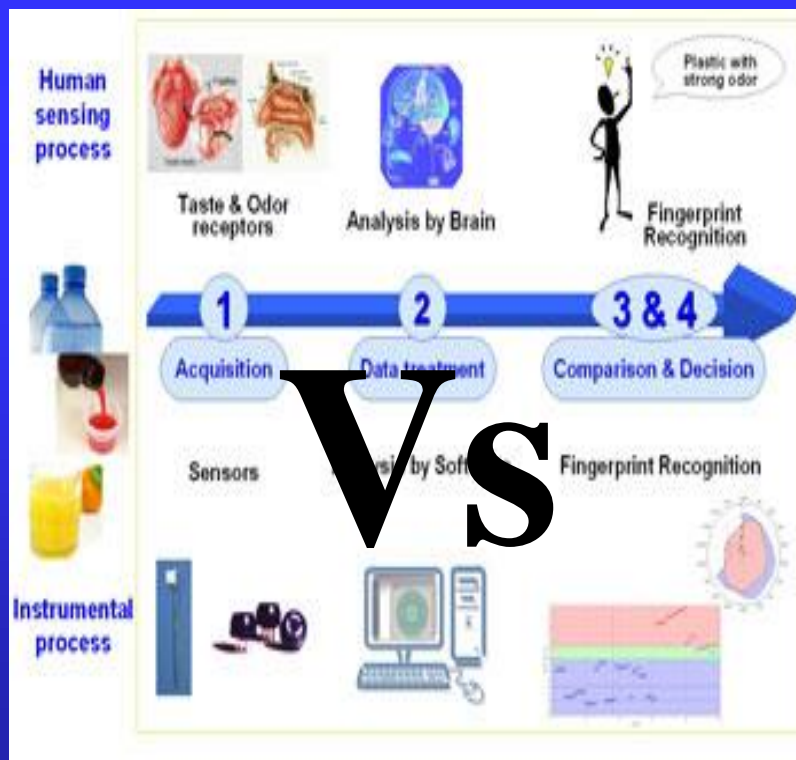 Human
sensing
process
Plastic with
strong odor
Taste & Odor
receptors
Analysis by Brain
Fingerprint
Recognition
1
2
3 & 4
Acquisition
Data treatment
Comparison & Decision
Vs
Sensors
by
Fingerprint Recognition
Instrumental
process